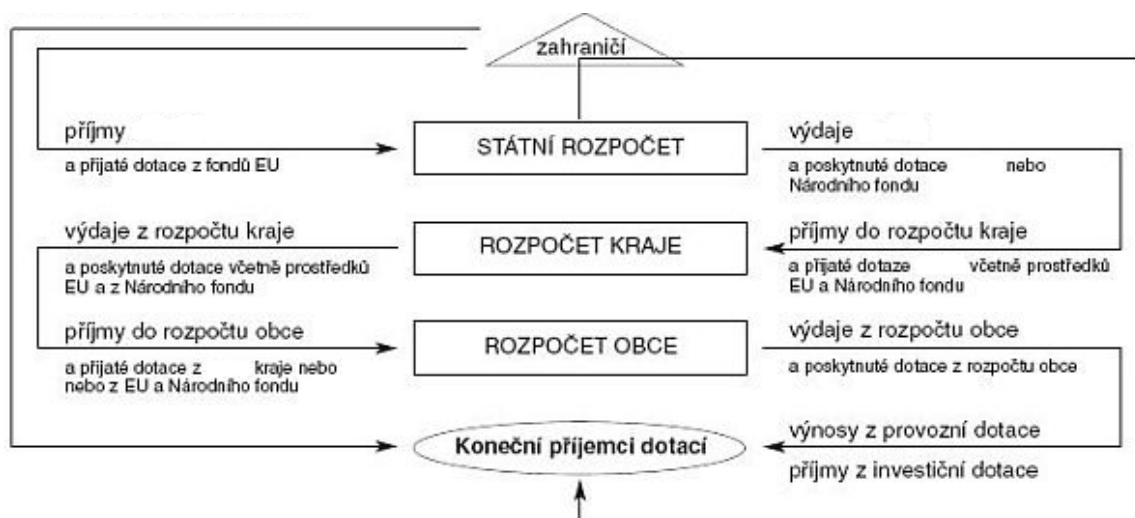 zahraničí
příjmy
a přijaté dotace z fondů EU
STÁTNÍ ROZPOČET
výdaje
a poskytnuté dotace nebo
Národního fondu
výdaje z rozpočtu kraje
a poskytnuté dotace včetně prostředků
EU a z Národního fondu
ROZPOČET KRAJE
příjmy do rozpočtu kraje
a přijaté dotaze včetně prostředků
EU a Národního fondu
příjmy do rozpočtu obce
a přijaté dotace z kraje nebo
nebo z EU a Národního fondu
ROZPOČET OBCE
výdaje z rozpočtu obce
a poskytnuté dotace z rozpočtu obce
Koneční příjemci dotací
výnosy z provozní dotace
příjmy z investiční dotace